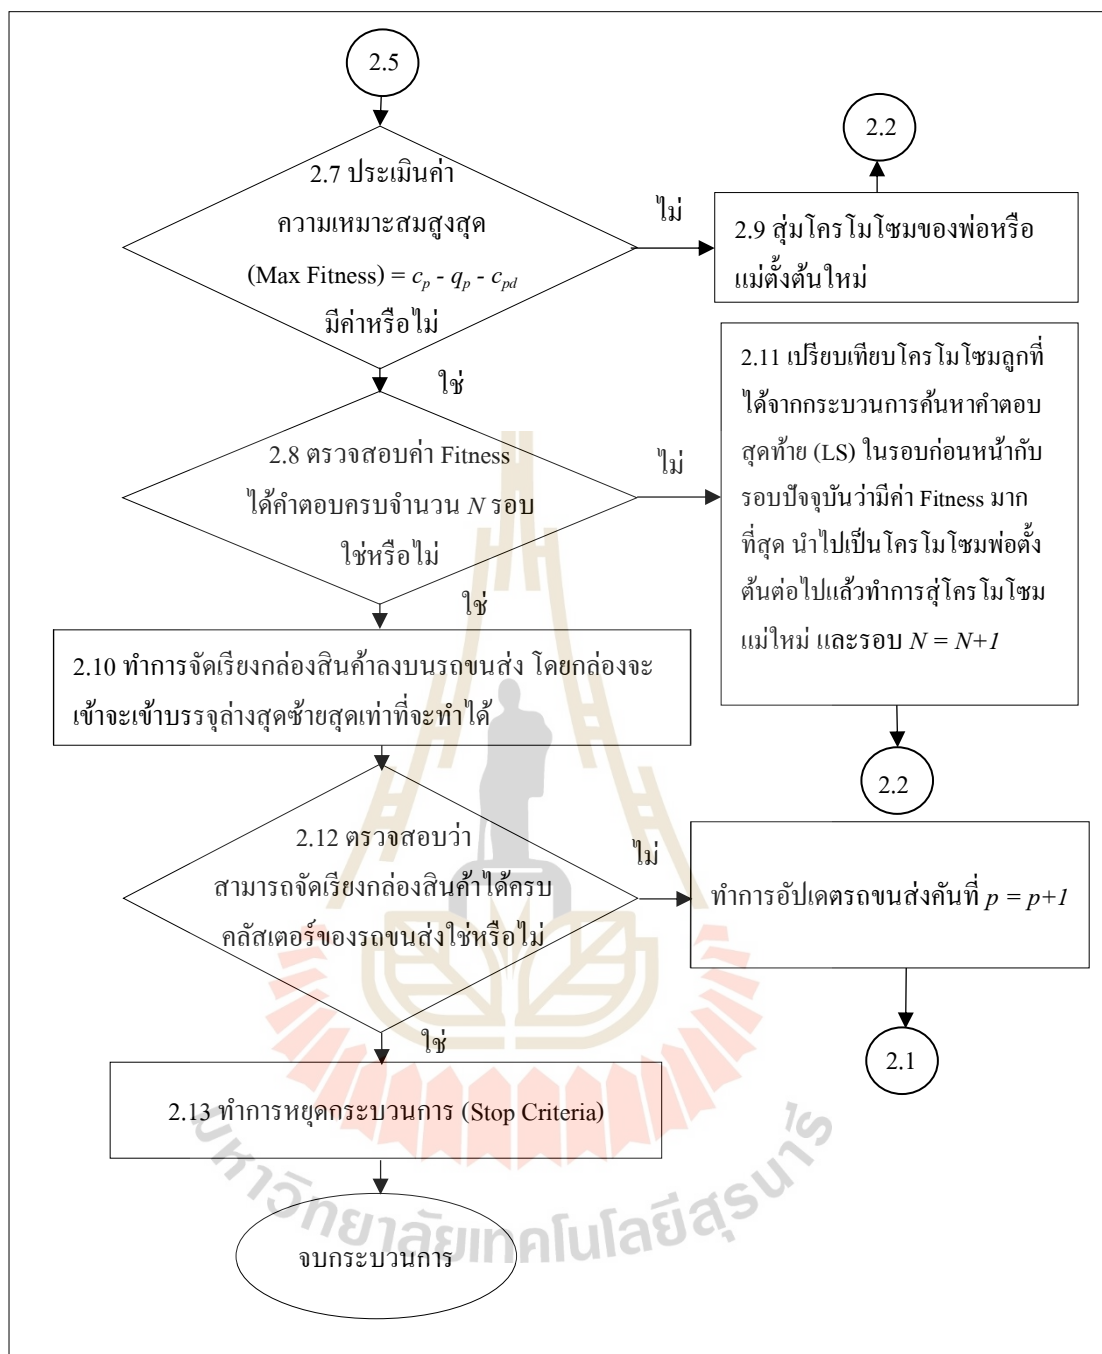 2.5
2.7 ประเมินค่า
ความเหมาะสมสูงสุด
(Max Fitness) = cp - qp - cpd
มีค่าหรือไม่
ไม่
2.2
2.9 สุ่มโครโมโซมของพ่อหรือ
แม่ตั้งต้นใหม่
ใช่
2.8 ตรวจสอบค่า Fitness
ได้คำตอบครบจำนวน N รอบ
ใช่หรือไม่
ไม่
2.11 เปรียบเทียบโครโมโซมลูกที่
ได้จากกระบวนการค้นหาคำตอบ
สุดท้าย (LS) ในรอบก่อนหน้ากับ
รอบปัจจุบันว่ามีค่า Fitness มาก
ที่สุด นำไปเป็นโครโมโซมพ่อตั้ง
ต้นต่อไปแล้วทำการสุ่โครโมโซม
แม่ใหม่ และรอบ N = N+1
2.2
ใช่
2.10 ทำการจัดเรียงกล่องสินค้าลงบนรถขนส่ง โดยกล่องจะ
เข้าจะเข้าบรรจุล่างสุดซ้ายสุดเท่าที่จะทำได้
2.12 ตรวจสอบว่า
สามารถจัดเรียงกล่องสินค้าได้ครบ
คลัสเตอร์ของรถขนส่งใช่หรือไม่
ไม่
ทำการอัปเดตรถขนส่งคันที่ p = p+1
2.1
ใช่
2.13 ทำการหยุดกระบวนการ (Stop Criteria)
จบกระบวนการ
มหาวิทยาลัยเทคโนโลยีสุรนารี